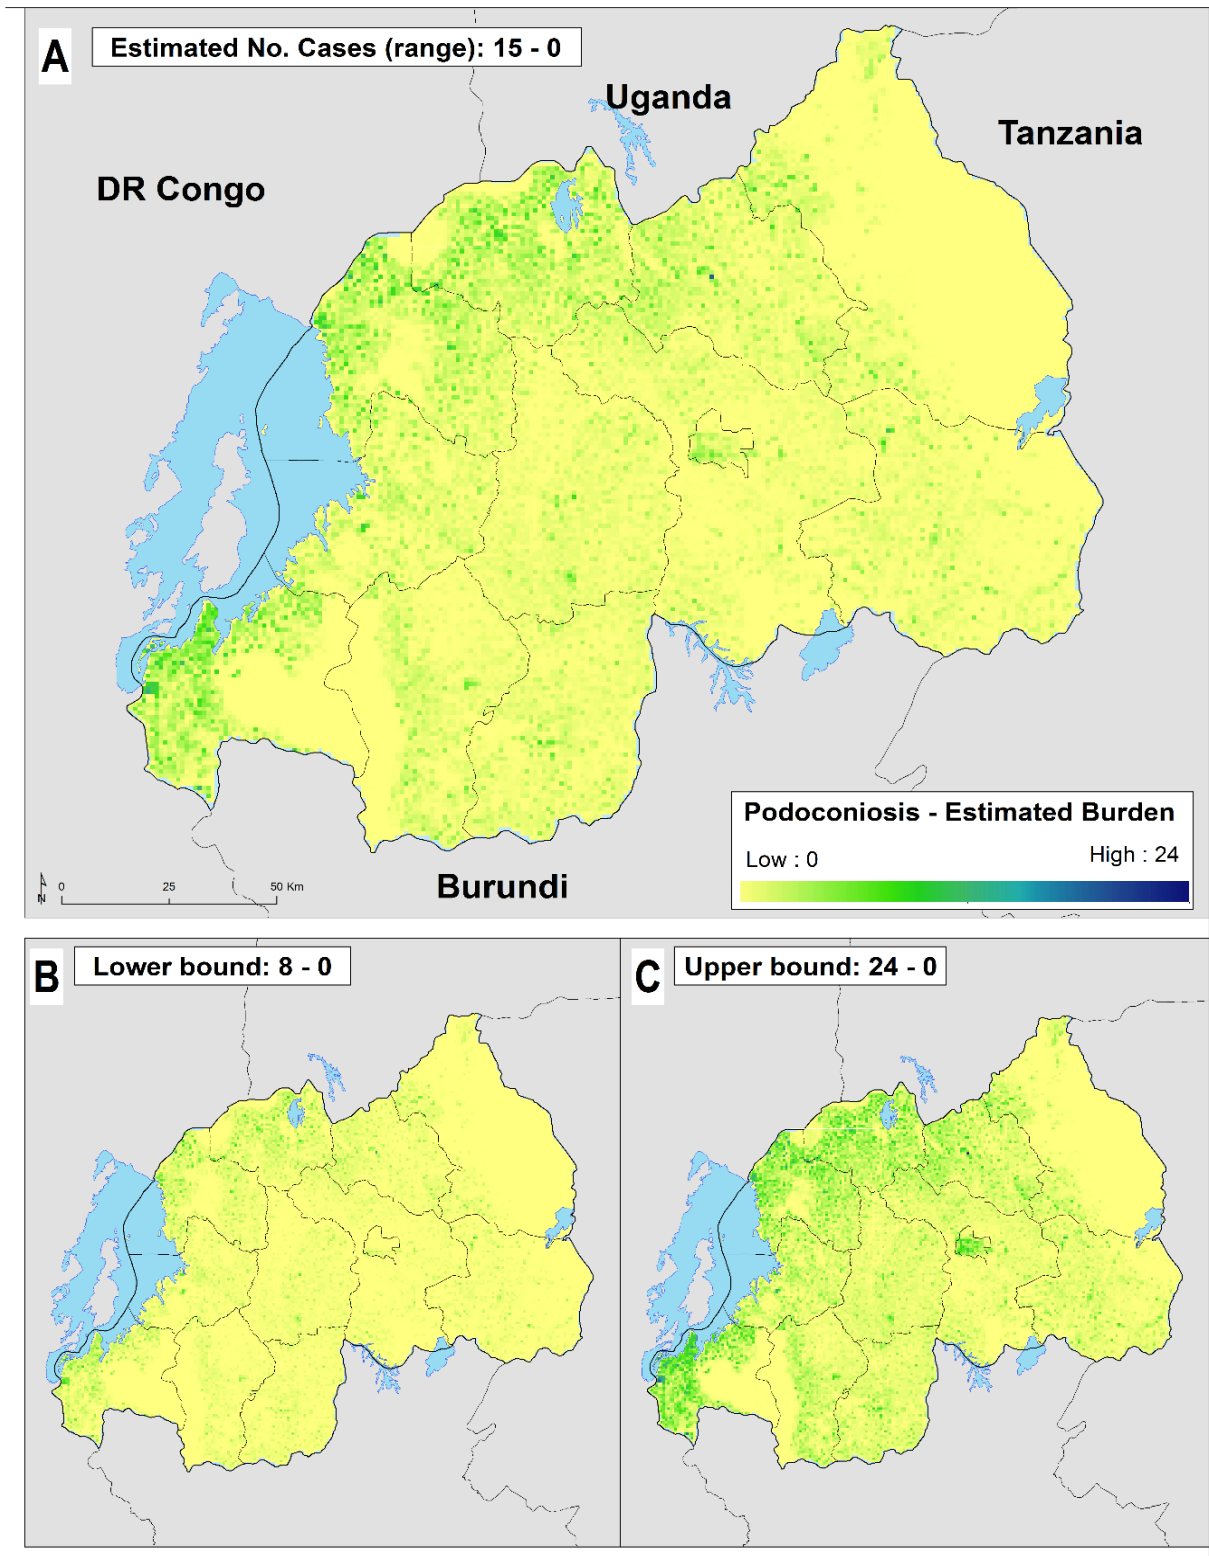 A
Estimated No. Cases (range): 15 - 0
Uganda
Tanzania
DR Congo
Burundi
Podoconiosis - Estimated Burden
Low : 0
High : 24
N
0
25
50 Km
B
Lower bound: 8 - 0
C
Upper bound: 24 - 0